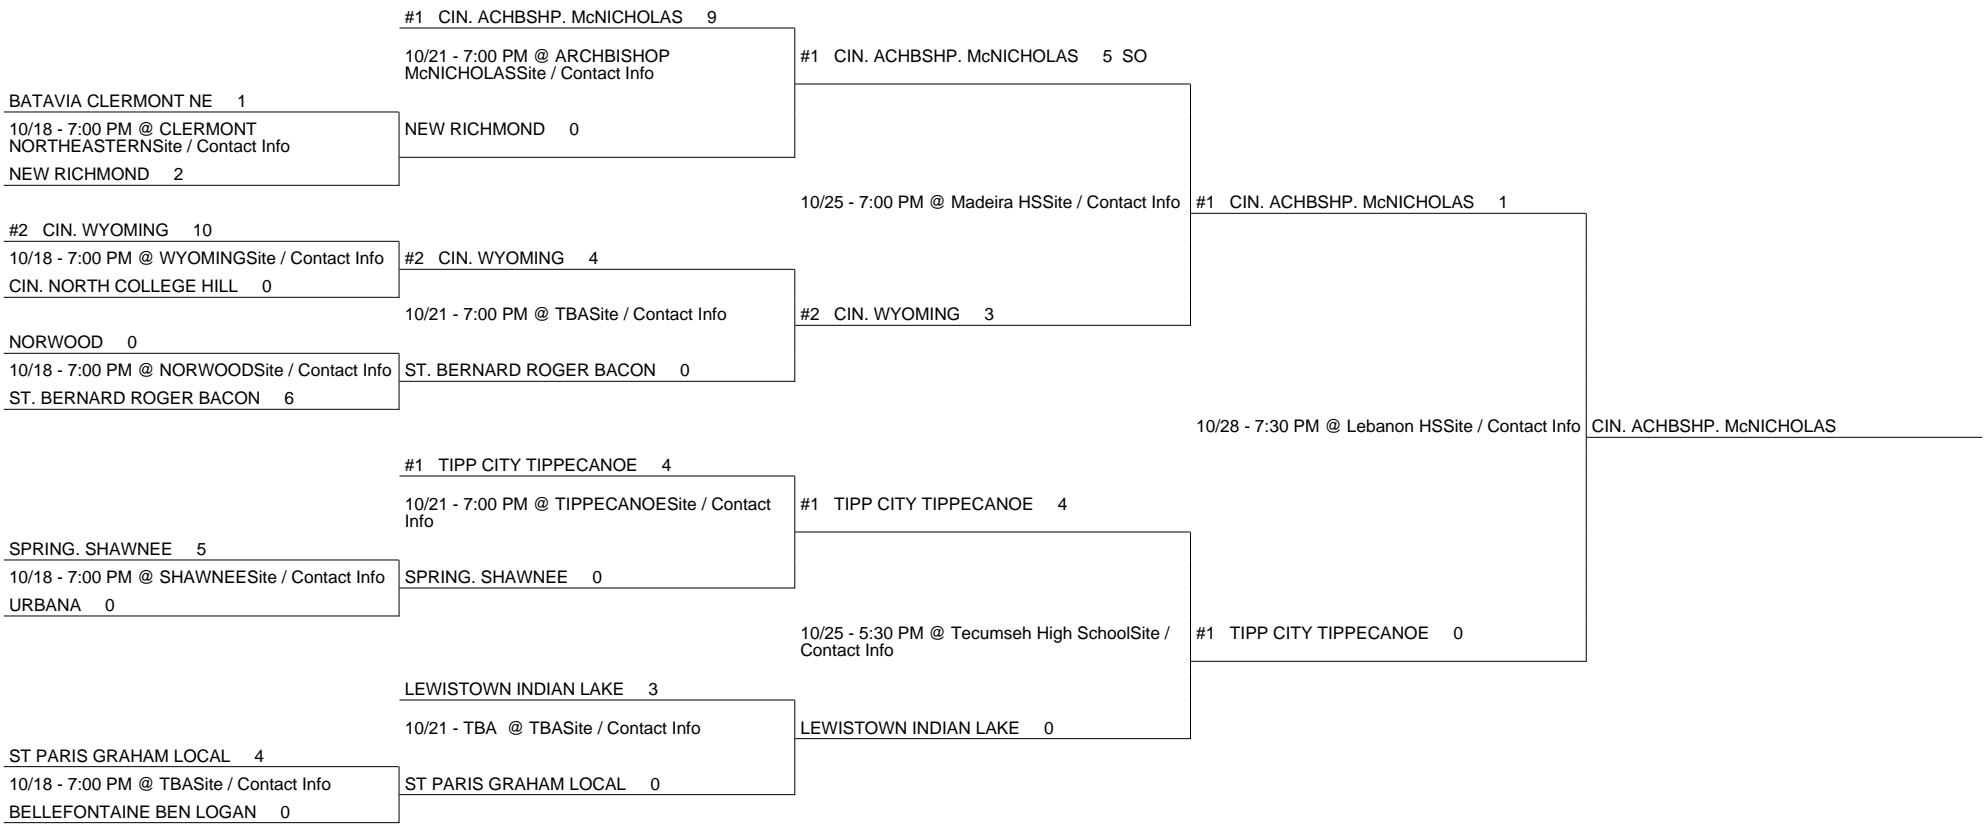 #1 CIN. ACHBSHP. McNICHOLAS 9
10/21 - 7:00 PM @ ARCHBISHOP
McNICHOLASSite / Contact Info
#1 CIN. ACHBSHP. McNICHOLAS 5 SO
BATAVIA CLERMONT NE 1
10/18 - 7:00 PM @ CLERMONT
NORTHEASTERNSite / Contact Info
NEW RICHMOND 0
NEW RICHMOND 2
10/25 - 7:00 PM @ Madeira HSSite / Contact Info
#1 CIN. ACHBSHP. McNICHOLAS 1
#2 CIN. WYOMING 10
10/18 - 7:00 PM @ WYOMINGSite / Contact Info
#2 CIN. WYOMING 4
CIN. NORTH COLLEGE HILL 0
10/21 - 7:00 PM @ TBASite / Contact Info
#2 CIN. WYOMING 3
NORWOOD 0
10/18 - 7:00 PM @ NORWOODSite / Contact Info
ST. BERNARD ROGER BACON 0
ST. BERNARD ROGER BACON 6
10/28 - 7:30 PM @ Lebanon HSSite / Contact Info
CIN. ACHBSHP. McNICHOLAS
#1 TIPP CITY TIPPECANOE 4
10/21 - 7:00 PM @ TIPPECANOESite / Contact
Info
#1 TIPP CITY TIPPECANOE 4
SPRING. SHAWNEE 5
10/18 - 7:00 PM @ SHAWNEESite / Contact Info
SPRING. SHAWNEE 0
URBANA 0
10/25 - 5:30 PM @ Tecumseh High SchoolSite /
Contact Info
#1 TIPP CITY TIPPECANOE 0
LEWISTOWN INDIAN LAKE 3
10/21 - TBA @ TBASite / Contact Info
LEWISTOWN INDIAN LAKE 0
ST PARIS GRAHAM LOCAL 4
10/18 - 7:00 PM @ TBASite / Contact Info
ST PARIS GRAHAM LOCAL 0
BELLEFONTAINE BEN LOGAN 0